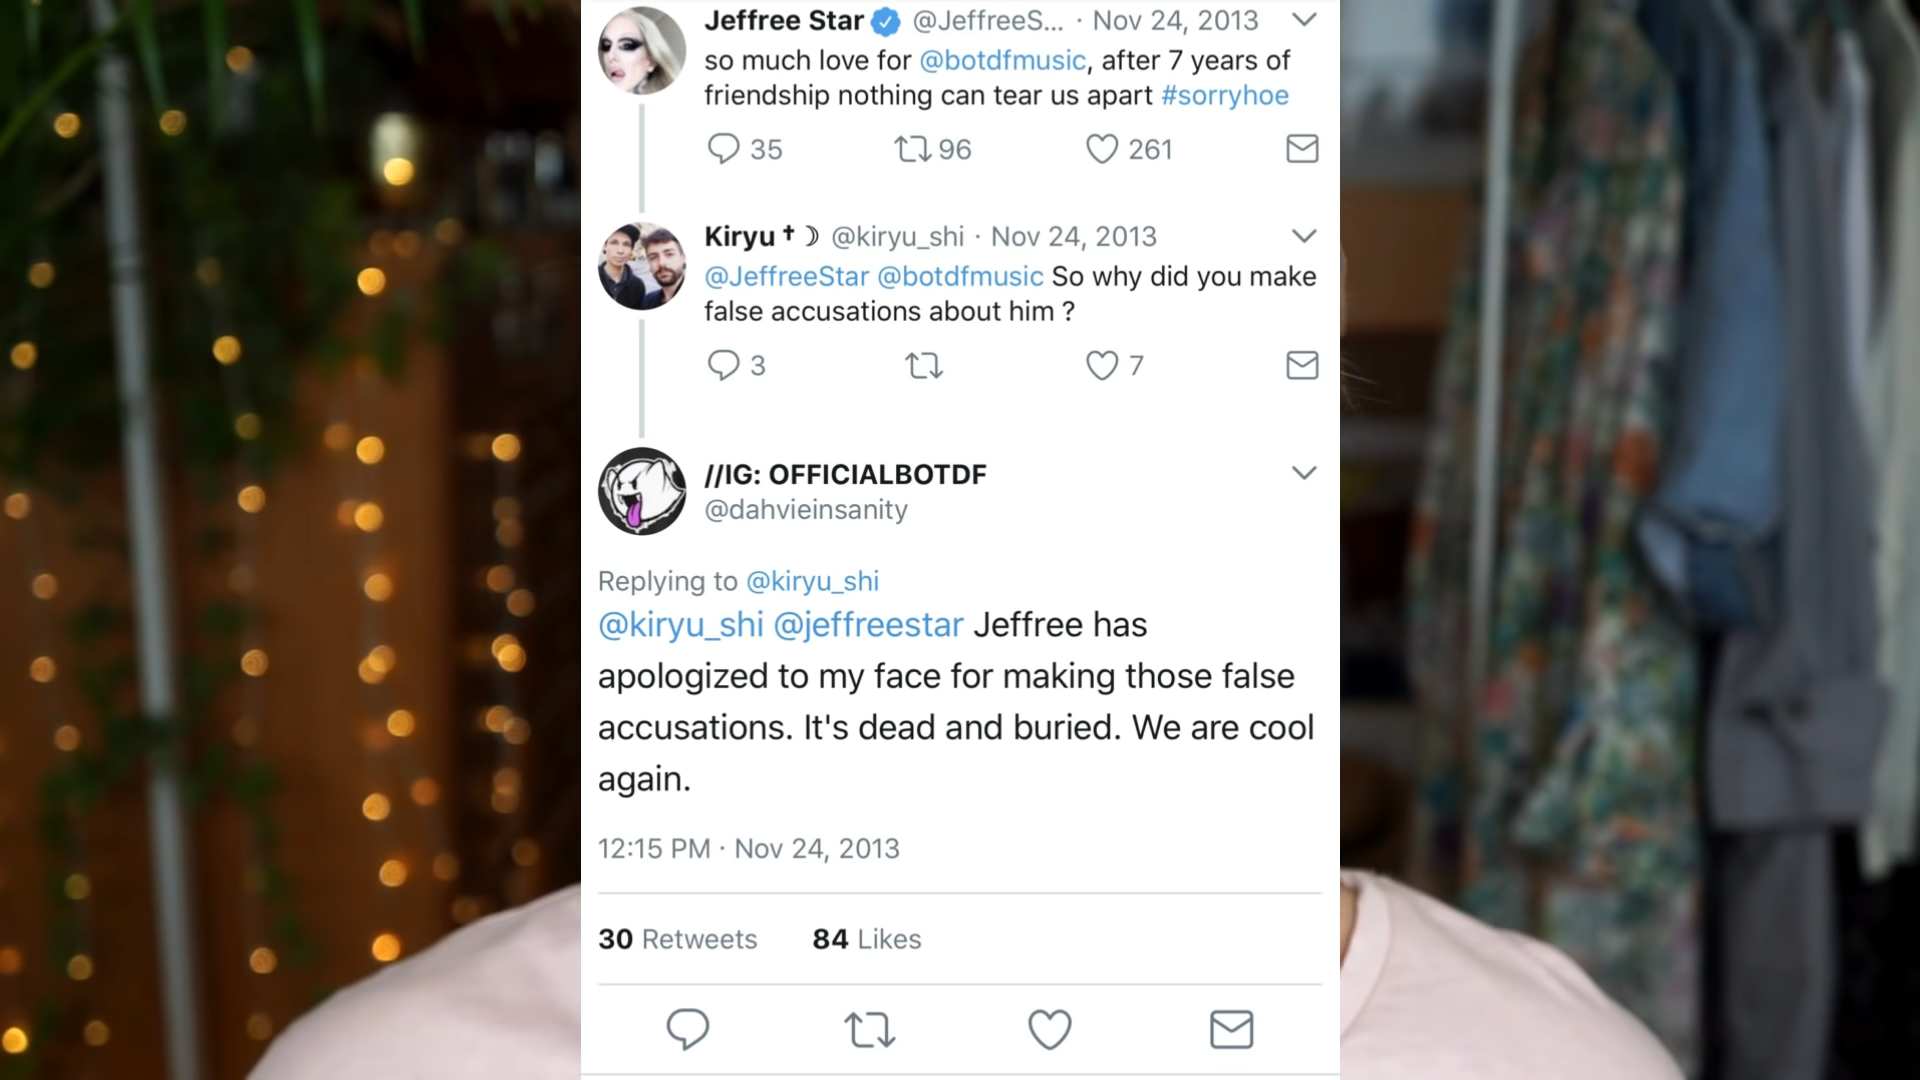 Jeffree Star @JeffreeS... · Nov 24, 2013
so much love for @botdfmusic, after 7 years of
friendship nothing can tear us apart #sorryhoe
35 96 261
Kiryu ✝☽ @kiryu_shi · Nov 24, 2013
@JeffreeStar @botdfmusic So why did you make
false accusations about him ?
3 7
//IG: OFFICIALBOTDF
@dahvieinsanity
Replying to @kiryu_shi
@kiryu_shi @jeffreestar Jeffree has
apologized to my face for making those false
accusations. It's dead and buried. We are cool
again.
12:15 PM · Nov 24, 2013
30 Retweets 84 Likes